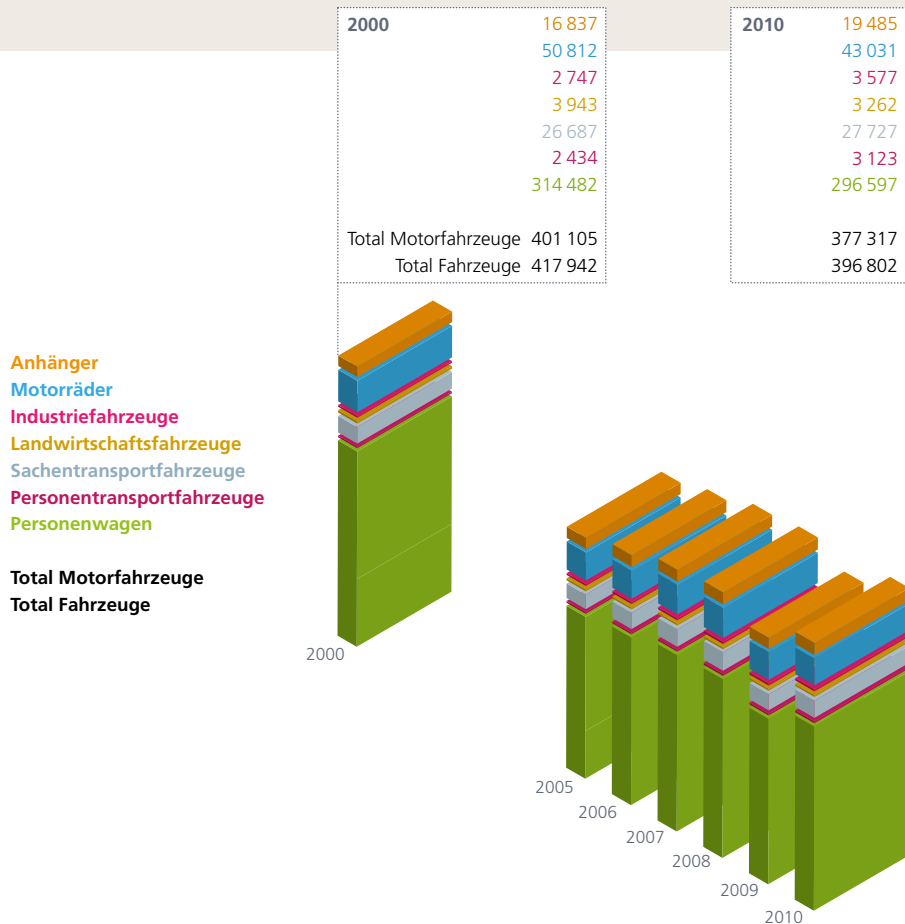 2000 16 837
50 812
2 747
3 943
26 687
2 434
314 482
Total Motorfahrzeuge 401 105
Total Fahrzeuge 417 942
2010 19 485
43 031
3 577
3 262
27 727
3 123
296 597
377 317
396 802
Anhänger
Motorräder
Industriefahrzeuge
Landwirtschaftsfahrzeuge
Sachentransportfahrzeuge
Personentransportfahrzeuge
Personenwagen
Total Motorfahrzeuge
Total Fahrzeuge
2000
2005
2006
2007
2008
2009
2010